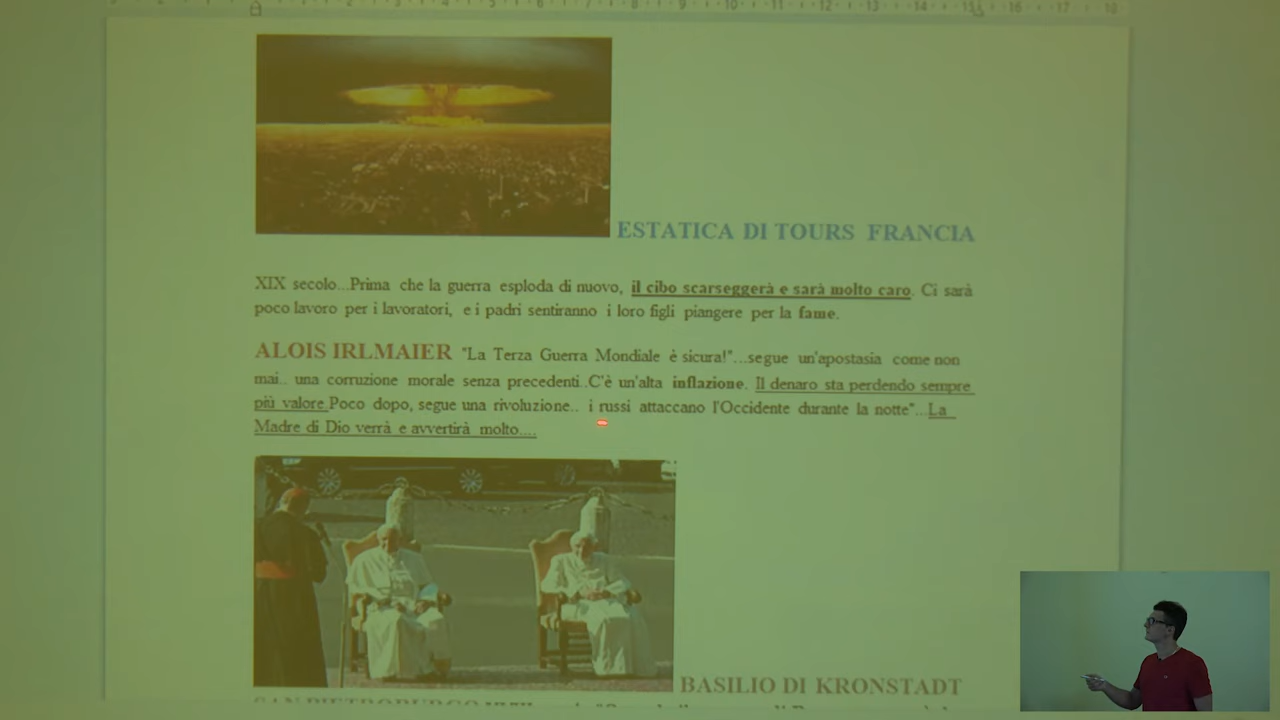 ESTATICA DI TOURS FRANCIA
XIX secolo...Prima che la guerra esploda di nuovo, il cibo scarseggerà e sarà molto caro. Ci sarà
poco lavoro per i lavoratori, e i padri sentiranno i loro figli piangere per la fame.
ALOIS IRLMAIER "La Terza Guerra Mondiale è sicura!"...segue un'apostasia come non
mai.. una corruzione morale senza precedenti..C'è un'alta inflazione. Il denaro sta perdendo sempre
più valore Poco dopo, segue una rivoluzione.. i russi attaccano l'Occidente durante la notte"...La
Madre di Dio verrà e avvertirà molto....
BASILIO DI KRONSTADT